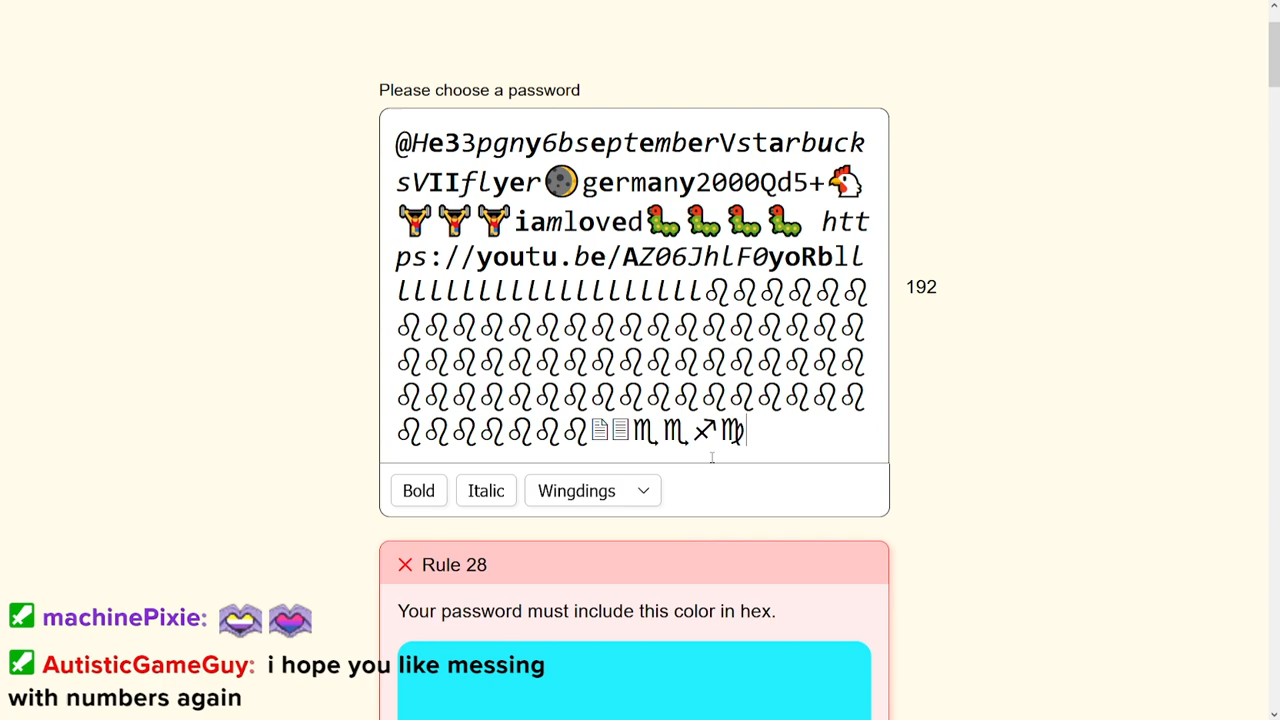 Please choose a password
@He33pgny6bseptemberVstarbuck
sVIIflyer🌘germany2000Qd5+🐔
🏋️🏋️🏋️iamloved🐛🐛🐛🐛 htt
ps://youtu.be/AZ06JhlF0yoRbll
lllllllllllllllllll♌♌♌♌♌♌
♌♌♌♌♌♌♌♌♌♌♌♌♌♌♌♌♌
♌♌♌♌♌♌♌♌♌♌♌♌♌♌♌♌♌
♌♌♌♌♌♌♌♌♌♌♌♌♌♌♌♌♌
♌♌♌♌♌♌♌🖹🗏♏♏♐♍
192
Bold Italic Wingdings
Rule 28
Your password must include this color in hex.
machinePixie:
AutisticGameGuy: i hope you like messing
with numbers again